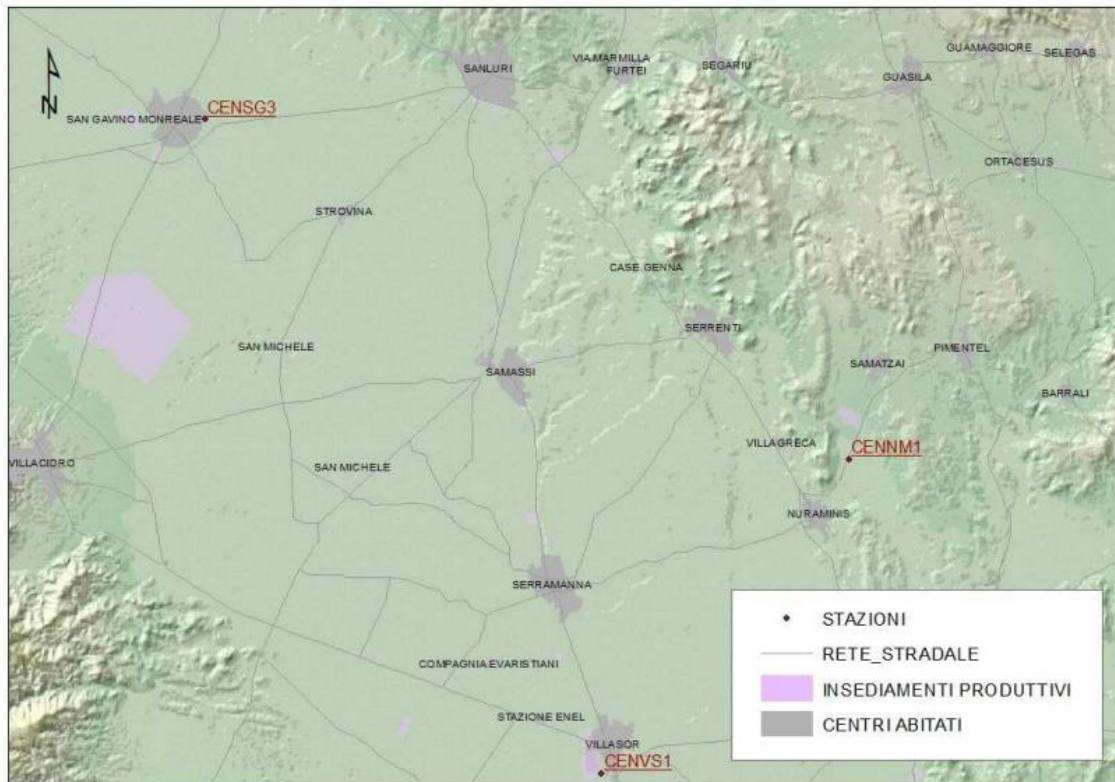 GUAMAGGIORE
SELEGAS
VIA MARMILLA
FURTEI
SEGARIU
SANLURI
GUASILA
N
CENSG3
SAN GAVINO MONREALE
ORTACESUS
STROVINA
CASE GENNA
SERRENTI
SAN MICHELE
PIMENTEL
SAMATZAI
SAMASSI
BARRALI
VILLAGRECA
CENNM1
VILLACIDRO
SAN MICHELE
NURAMINIS
SERRAMANNA
COMPAGNIA EVARISTIANI
STAZIONE ENEL
VILLASOR
CENVS1
STAZIONI
RETE_STRADALE
INSEDIAMENTI PRODUTTIVI
CENTRI ABITATI